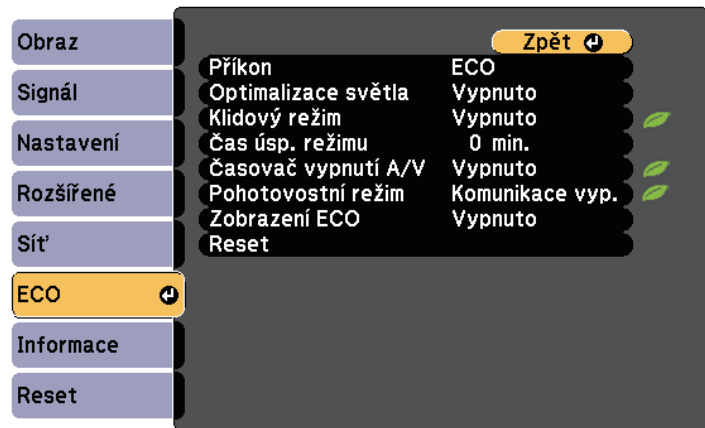 Obraz
Signál
Nastavení
Rozšířené
Síť
ECO
Informace
Reset
Zpět
Příkon ECO
Optimalizace světla Vypnuto
Klidový režim Vypnuto
Čas úsp. režimu 0 min.
Časovač vypnutí A/V Vypnuto
Pohotovostní režim Komunikace vyp.
Zobrazení ECO Vypnuto
Reset